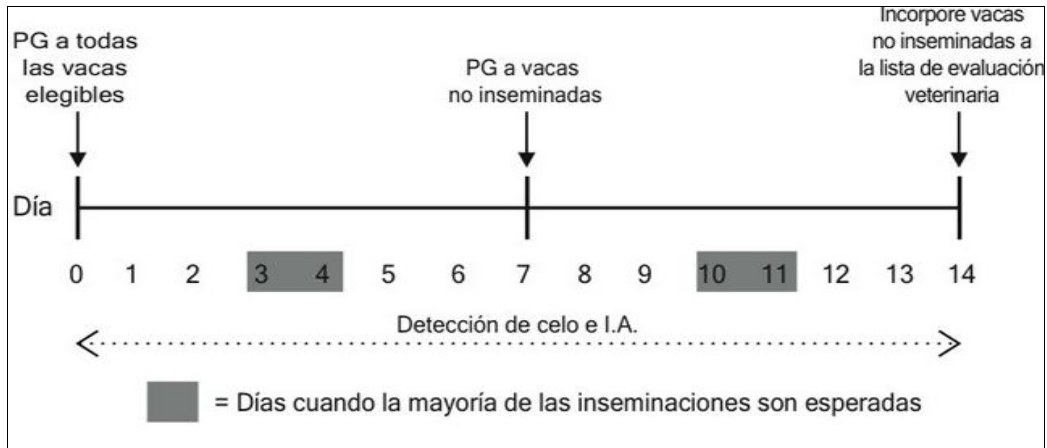 PG a todas
las vacas
elegibles
PG a vacas
no inseminadas
Incorpore vacas
no inseminadas a
la lista de evaluación
veterinaria
Día
0 1 2 3 4 5 6 7 8 9 10 11 12 13 14
Detección de celo e I.A.
= Días cuando la mayoría de las inseminaciones son esperadas